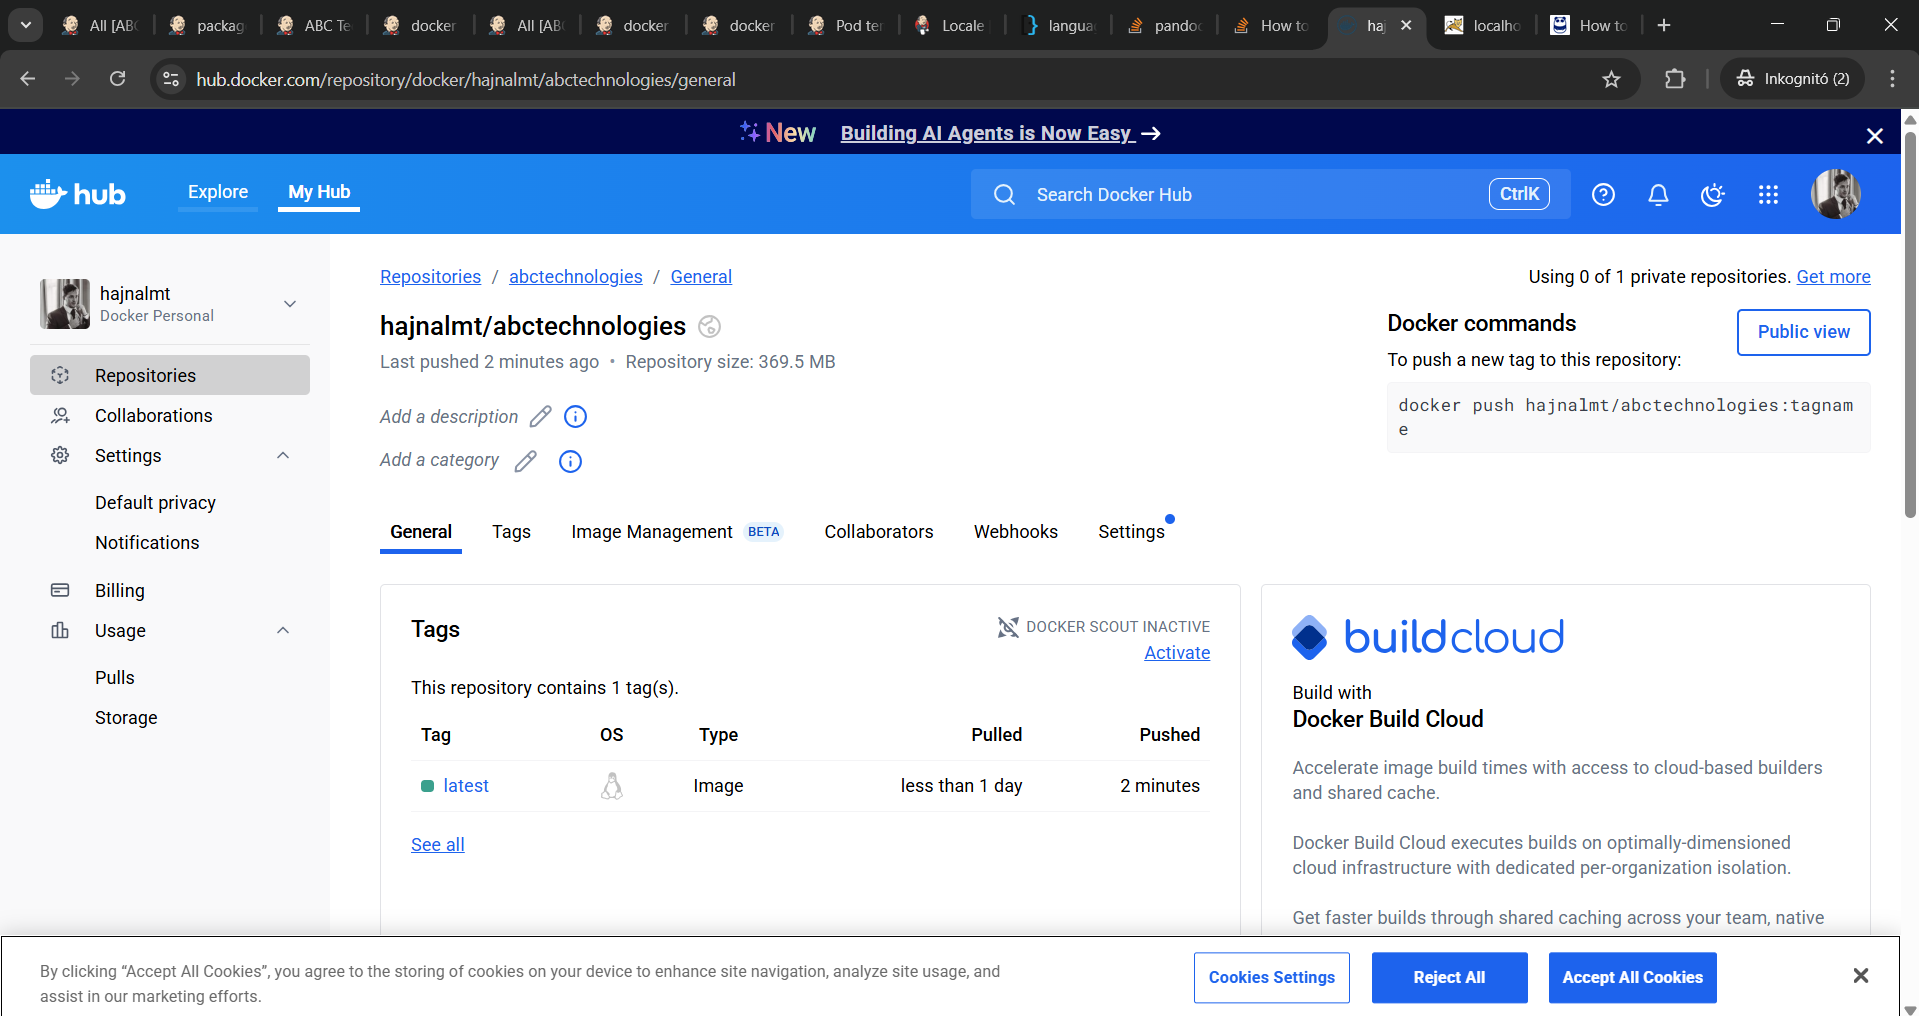 All [ABC
packag
ABC Te
docker
All [ABC
docker
docker
Pod ter
Locale
langua
pandoc
How to
haj
localho
How to
hub.docker.com/repository/docker/hajnalmt/abctechnologies/general
Inkognitó (2)
New Building AI Agents is Now Easy →
hub
Explore
My Hub
Search Docker Hub
CtrlK
hajnalmt
Docker Personal
Repositories
Collaborations
Settings
Default privacy
Notifications
Billing
Usage
Pulls
Storage
Repositories / abctechnologies / General
Using 0 of 1 private repositories. Get more
hajnalmt/abctechnologies
Last pushed 2 minutes ago • Repository size: 369.5 MB
Add a description
Add a category
Docker commands
Public view
To push a new tag to this repository:
docker push hajnalmt/abctechnologies:tagnam
e
General
Tags
Image Management BETA
Collaborators
Webhooks
Settings
Tags
DOCKER SCOUT INACTIVE
Activate
This repository contains 1 tag(s).
Tag OS Type Pulled Pushed
latest Image less than 1 day 2 minutes
See all
buildcloud
Build with
Docker Build Cloud
Accelerate image build times with access to cloud-based builders
and shared cache.
Docker Build Cloud executes builds on optimally-dimensioned
cloud infrastructure with dedicated per-organization isolation.
Get faster builds through shared caching across your team, native
By clicking “Accept All Cookies”, you agree to the storing of cookies on your device to enhance site navigation, analyze site usage, and
assist in our marketing efforts.
Cookies Settings
Reject All
Accept All Cookies